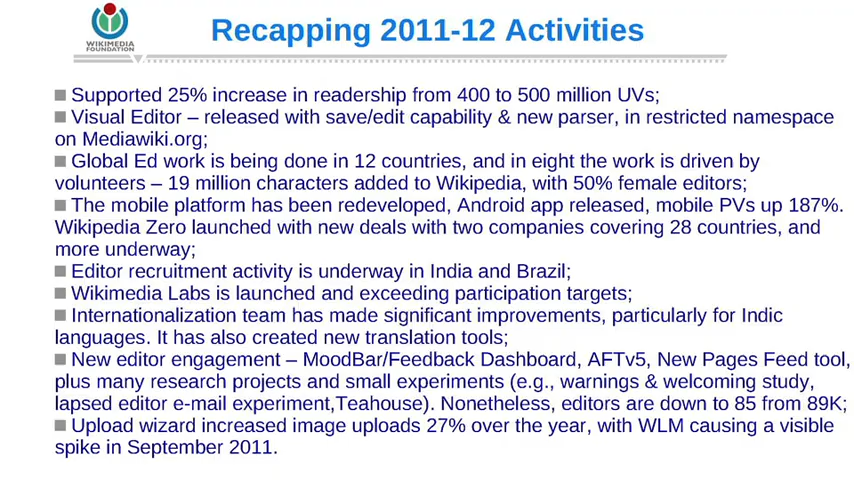 WIKIMEDIA
FOUNDATION
Recapping 2011-12 Activities
Supported 25% increase in readership from 400 to 500 million UVs;
Visual Editor – released with save/edit capability & new parser, in restricted namespace
on Mediawiki.org;
Global Ed work is being done in 12 countries, and in eight the work is driven by
volunteers – 19 million characters added to Wikipedia, with 50% female editors;
The mobile platform has been redeveloped, Android app released, mobile PVs up 187%.
Wikipedia Zero launched with new deals with two companies covering 28 countries, and
more underway;
Editor recruitment activity is underway in India and Brazil;
Wikimedia Labs is launched and exceeding participation targets;
Internationalization team has made significant improvements, particularly for Indic
languages. It has also created new translation tools;
New editor engagement – MoodBar/Feedback Dashboard, AFTv5, New Pages Feed tool,
plus many research projects and small experiments (e.g., warnings & welcoming study,
lapsed editor e-mail experiment,Teahouse). Nonetheless, editors are down to 85 from 89K;
Upload wizard increased image uploads 27% over the year, with WLM causing a visible
spike in September 2011.